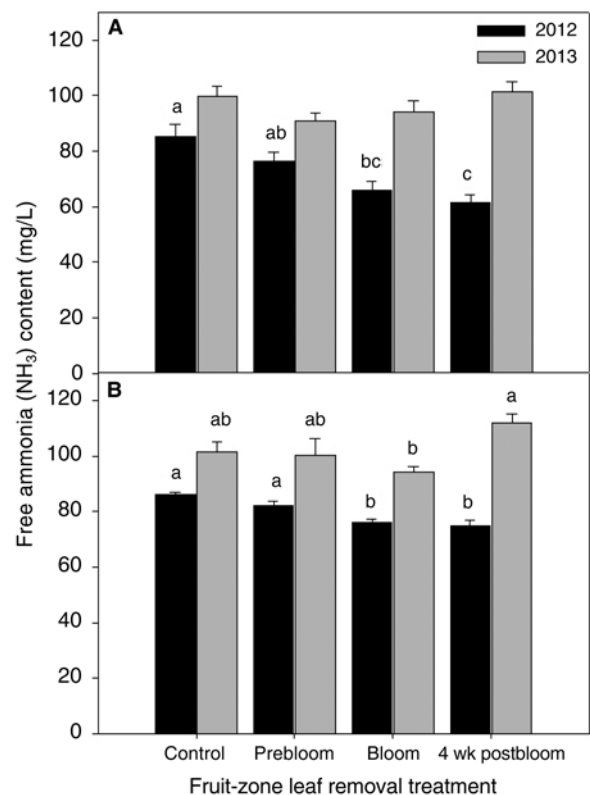 A
2012
2013
120
100
80
60
40
20
0
a
ab
bc
c
B
120
100
80
60
40
20
0
a
ab
a
ab
b
b
b
a
Free ammonia (NH₃) content (mg/L)
Control
Prebloom
Bloom
4 wk postbloom
Fruit-zone leaf removal treatment